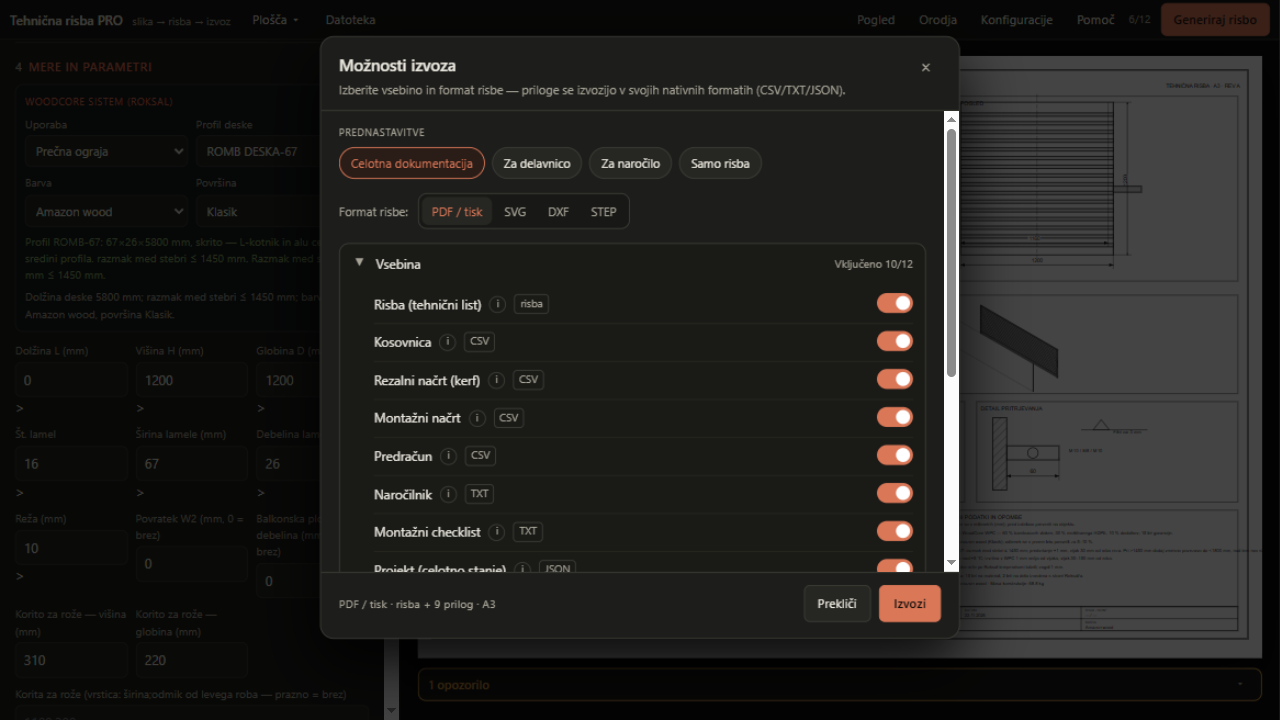 Tehnična risba PRO slika → risba → izvoz Plošča Datoteka Pogled Orodja Konfiguracije Pomoč 6/12 Generiraj risbo
4 MERE IN PARAMETRI
WOODCORE SISTEM (ROKSAL)
Uporaba Profil deske
Prečna ograja ROMB DESKA-67
Barva Površina
Amazon wood Klasik
Profil ROMB-67: 67×26×5800 mm, skrito — L-kotnik in alu
sredini profila. razmak med stebri ≤ 1450 mm. Razmak med
mm ≤ 1450 mm.
Dolžina deske 5800 mm; razmak med stebri ≤ 1450 mm;
Amazon wood, površina Klasik.
Dolžina L (mm) Višina H (mm) Globina D
0 1200 1200
> > >
Št. lamel Širina lamele (mm) Debelina
16 67 26
> > >
Reža (mm) Povratek W2 (mm, 0 = brez) Balkonska
debelina (mm
brez)
10 0 0
>
Korito za rože — višina (mm) Korito za rože — globina (mm)
310 220
Korita za rože (vrstica: širina;odmik od levega roba — prazno = brez)
Možnosti izvoza ×
Izberite vsebino in format risbe — priloge se izvozijo v svojih nativnih formatih (CSV/TXT/JSON).
PREDNASTAVITVE
Celotna dokumentacija Za delavnico Za naročilo Samo risba
Format risbe: PDF / tisk SVG DXF STEP
▼ Vsebina Vključeno 10/12
Risba (tehnični list) i risba
Kosovnica i CSV
Rezalni načrt (kerf) i CSV
Montažni načrt i CSV
Predračun i CSV
Naročilnik i TXT
Montažni checklist i TXT
Projekt (celotno stanje) i JSON
PDF / tisk · risba + 9 prilog · A3 Prekliči Izvozi
DETAIL PRITRJEVANJA
1 opozorilo